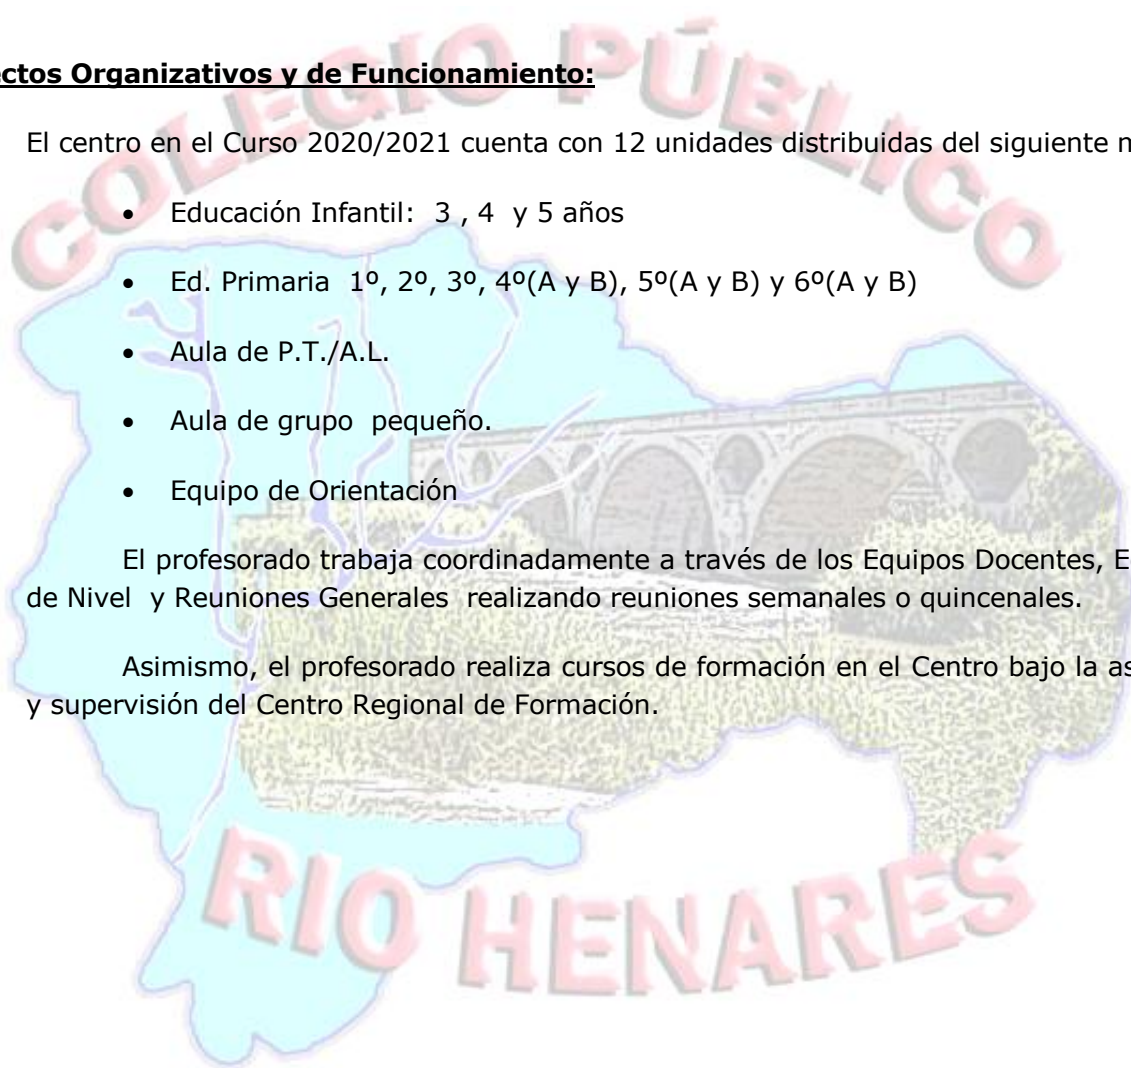 ectos Organizativos y de Funcionamiento:
El centro en el Curso 2020/2021 cuenta con 12 unidades distribuidas del siguiente
• Educación Infantil: 3 , 4 y 5 años
• Ed. Primaria 1º, 2º, 3º, 4º(A y B), 5º(A y B) y 6º(A y B)
• Aula de P.T./A.L.
• Aula de grupo pequeño.
• Equipo de Orientación
El profesorado trabaja coordinadamente a través de los Equipos Docentes, E
de Nivel y Reuniones Generales realizando reuniones semanales o quincenales.
Asimismo, el profesorado realiza cursos de formación en el Centro bajo la as
y supervisión del Centro Regional de Formación.
COLEGIO PÚBLICO
RIO HENARES